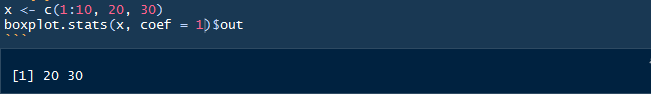 x <- c(1:10, 20, 30)
boxplot.stats(x, coef = 1)$out
```
[1] 20 30